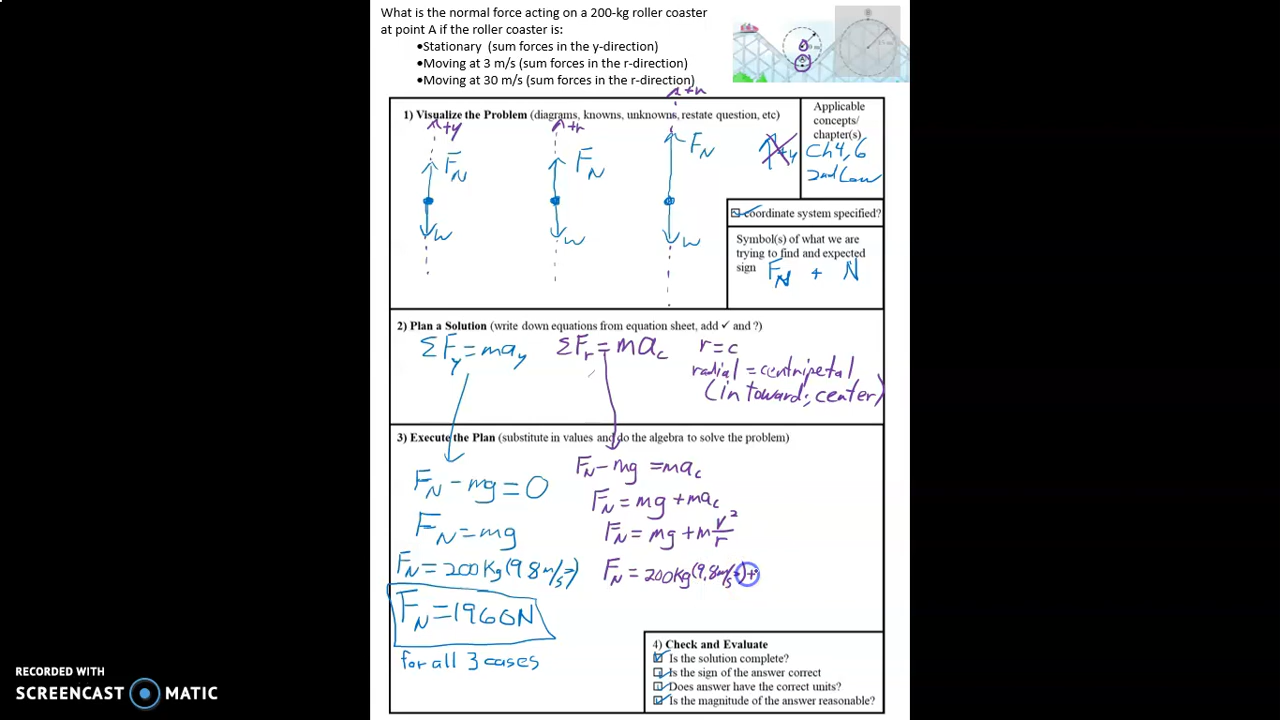 What is the normal force acting on a 200-kg roller coaster
at point A if the roller coaster is:
•Stationary (sum forces in the y-direction)
•Moving at 3 m/s (sum forces in the r-direction)
•Moving at 30 m/s (sum forces in the r-direction)
1) Visualize the Problem (diagrams, knowns, unknowns, restate question, etc)
+y
+r
+r
F_N
F_N
F_N
+y
W
W
W
Applicable
concepts/
chapter(s)
Ch 4, 6
2nd Law
coordinate system specified?
Symbol(s) of what we are
trying to find and expected
sign
F_N + N
2) Plan a Solution (write down equations from equation sheet, add ✓ and ?)
ΣF_y = ma_y
ΣF_r = ma_c
r = c
radial = centripetal
(in toward center)
3) Execute the Plan (substitute in values and do the algebra to solve the problem)
F_N - mg = 0
F_N = mg
F_N = 200 kg (9.8 m/s²)
F_N = 1960N
for all 3 cases
F_N - mg = ma_c
F_N = mg + ma_c
F_N = mg + m v²/r
F_N = 200kg(9.8m/s²)+
4) Check and Evaluate
Is the solution complete?
Is the sign of the answer correct
Does answer have the correct units?
Is the magnitude of the answer reasonable?
RECORDED WITH
SCREENCAST MATIC